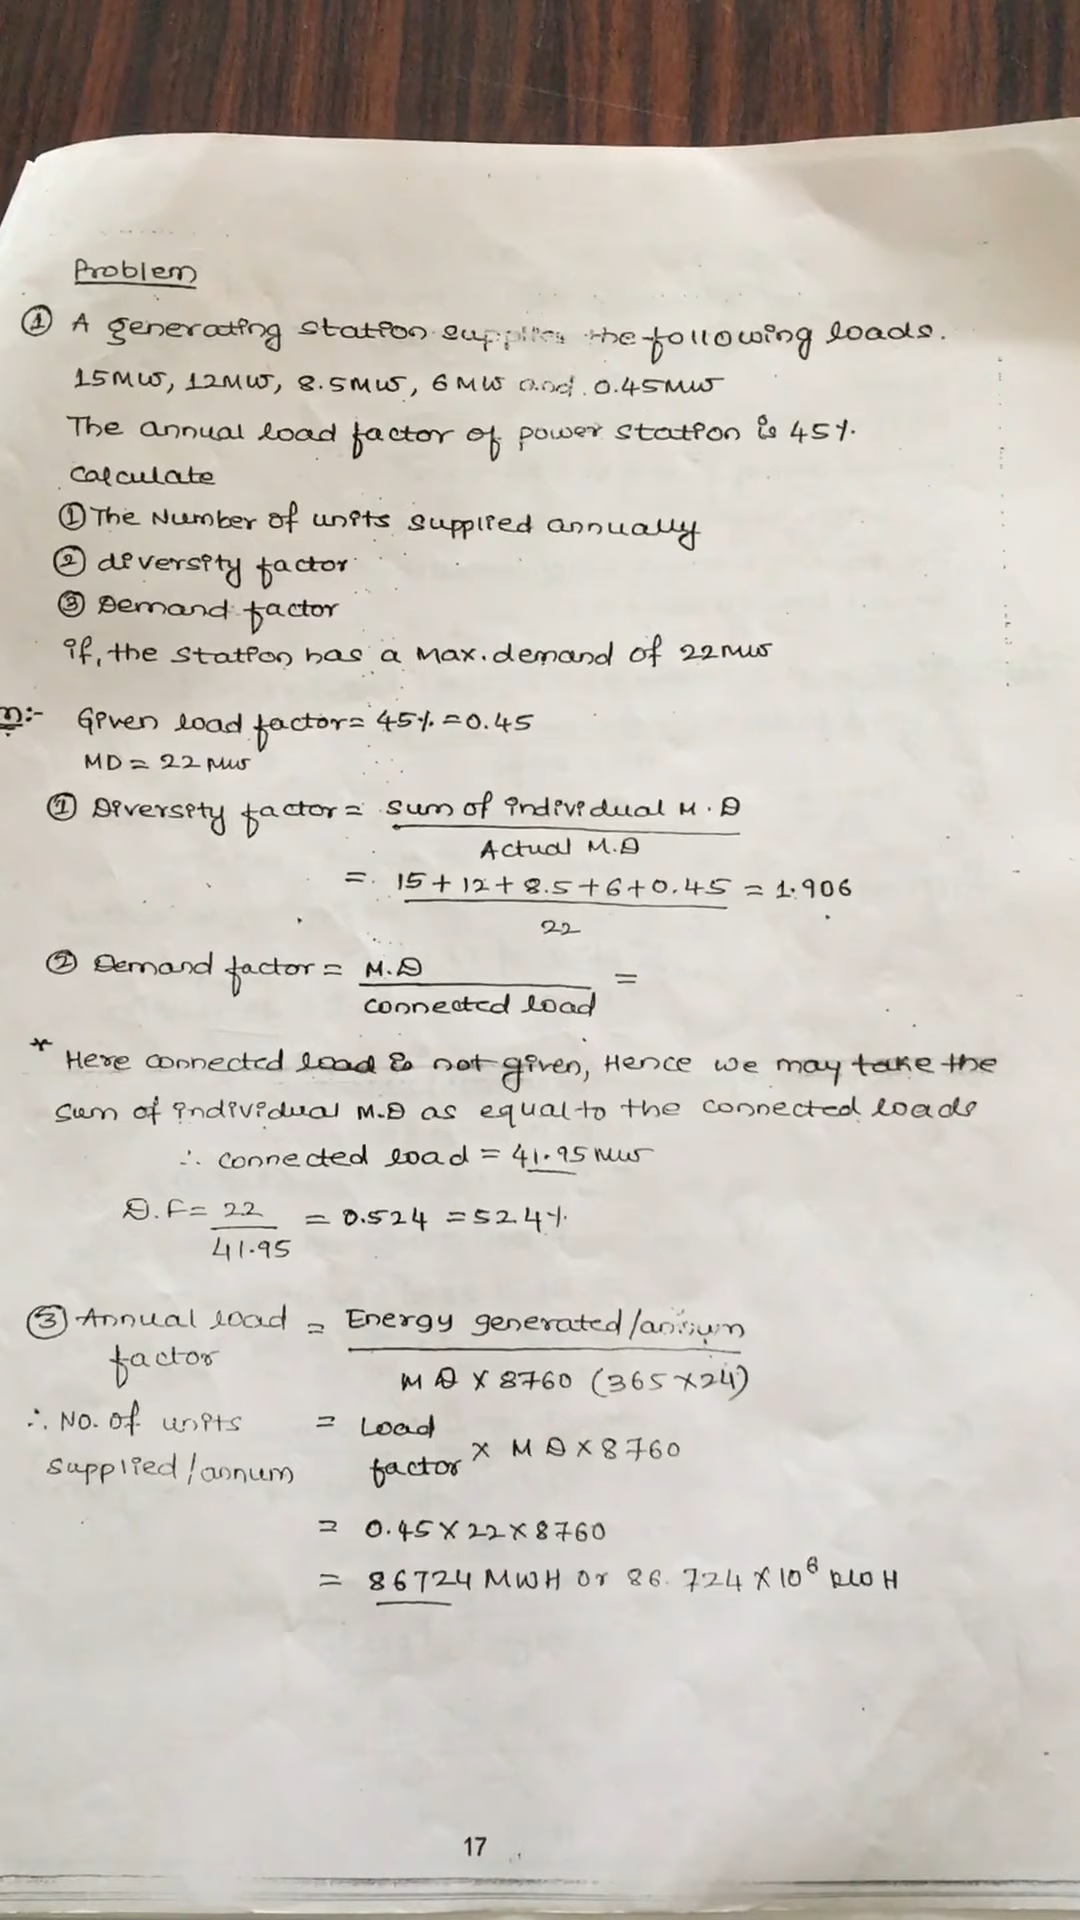 Problem
① A generating station supplies the following loads.
15MW, 12MW, 8.5MW, 6MW and 0.45MW
The annual load factor of power station is 45%.
calculate
① The Number of units supplied annually
② diversity factor
③ Demand factor
if, the station has a max. demand of 22MW
n:- Given load factor = 45% = 0.45
MD = 22 MW
① Diversity factor = sum of individual M.D
Actual M.D
= 15+12+8.5+6+0.45 = 1.906
22
② Demand factor = M.D =
connected load
* Here connected load is not given, Hence we may take the
sum of individual M.D as equal to the connected loads
∴ connected load = 41.95 MW
D.F = 22 = 0.524 = 52.4%
41.95
③ Annual load = Energy generated/annum
factor MD X 8760 (365X24)
∴ No. of units = Load
supplied/annum factor X MD X 8760
= 0.45 X 22 X 8760
= 86724 MWH or 86.724 X 10⁶ KWH
17